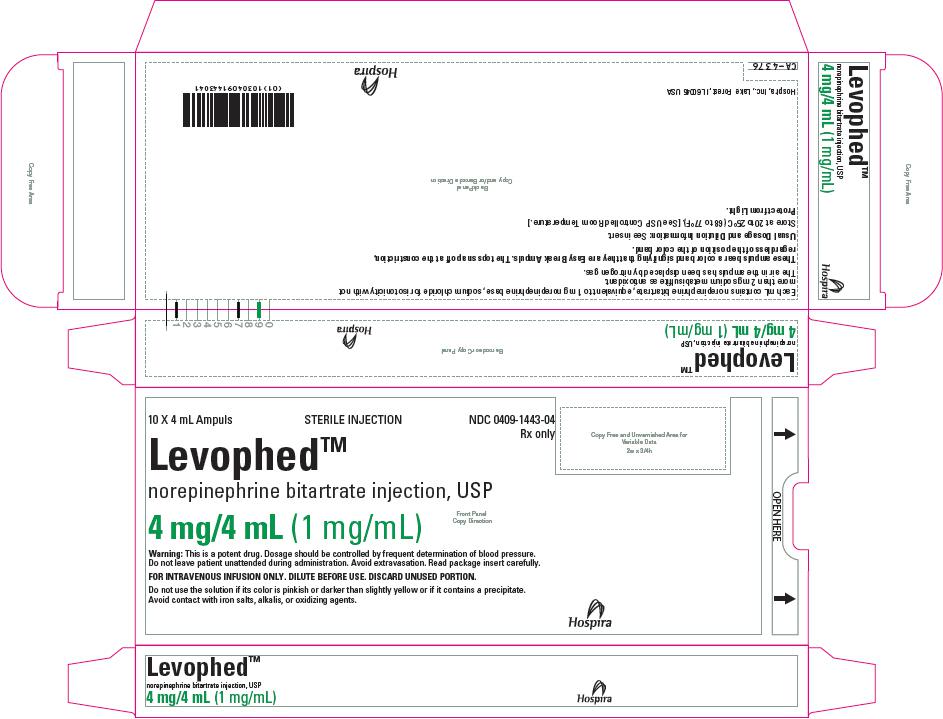 Copy Free Area
Hospira
CA-4376
(01)10304091443041
Hospira, Inc., Lake Forest, IL 60045 USA
Back Panel
Copy and/or Barcode Direction
Protect from Light.
Store at 20 to 25°C (68 to 77°F). [See USP Controlled Room Temperature.]
Usual Dosage and Dilution Information: See insert.
regardless of the position of the color band.
These ampuls bear a color band signifying that they are Easy Break Ampuls. The tops snap off at the constriction,
The air in the ampuls has been displaced by nitrogen gas.
more than 2 mg sodium metabisulfite as antioxidant.
Each mL contains norepinephrine bitartrate, equivalent to 1 mg norepinephrine base, sodium chloride for isotonicity with not
Levophed™
norepinephrine bitartrate injection, USP
4 mg/4 mL (1 mg/mL)
Hospira
Copy Free Area
1 2 3 4 5 6 7 8 9 0
Hospira
Barcode/Copy Panel
4 mg/4 mL (1 mg/mL)
norepinephrine bitartrate injection, USP
Levophed™
10 X 4 mL Ampuls STERILE INJECTION NDC 0409-1443-04
Rx only
Copy Free and Unvarnished Area for
Variable Data
2w x 3/4h
Levophed™
norepinephrine bitartrate injection, USP
4 mg/4 mL (1 mg/mL)
Front Panel
Copy Direction
Warning: This is a potent drug. Dosage should be controlled by frequent determination of blood pressure.
Do not leave patient unattended during administration. Avoid extravasation. Read package insert carefully.
FOR INTRAVENOUS INFUSION ONLY. DILUTE BEFORE USE. DISCARD UNUSED PORTION.
Do not use the solution if its color is pinkish or darker than slightly yellow or if it contains a precipitate.
Avoid contact with iron salts, alkalis, or oxidizing agents.
Hospira
OPEN HERE
Levophed™
norepinephrine bitartrate injection, USP
4 mg/4 mL (1 mg/mL)
Hospira